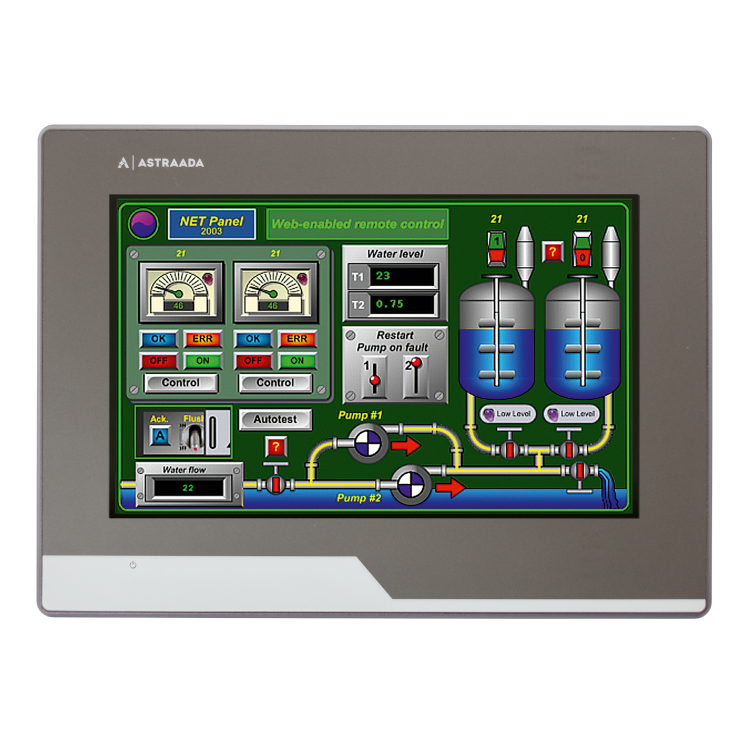 ASTRAADA
NET Panel
2003
Web-enabled remote control
21
21
46
46
OK
ERR
OK
ERR
OFF
ON
OFF
ON
Control
Control
Water level
T1
23
T2
0.75
Restart
Pump on fault
1
2
21
21
1
?
0
Low Level
Low Level
Ack.
Flush
A
Autotest
?
Pump #1
Pump #2
Water flow
22